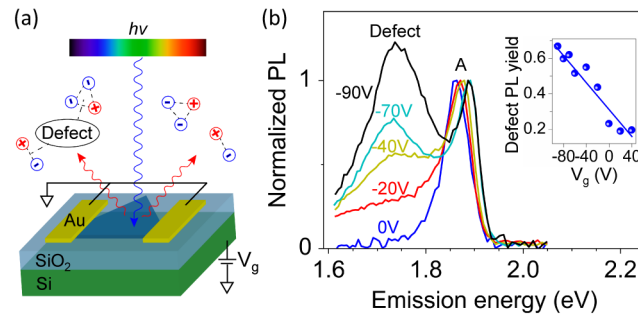 (a)
hν
Defect
Au
SiO2
Si
Vg
(b)
Normalized PL
1
0
Defect
A
-90V
-70V
-40V
-20V
0V
1.6 1.8 2.0 2.2
Emission energy (eV)
Defect PL yield
0.6
0.4
0.2
-80 -40 0 40
Vg (V)